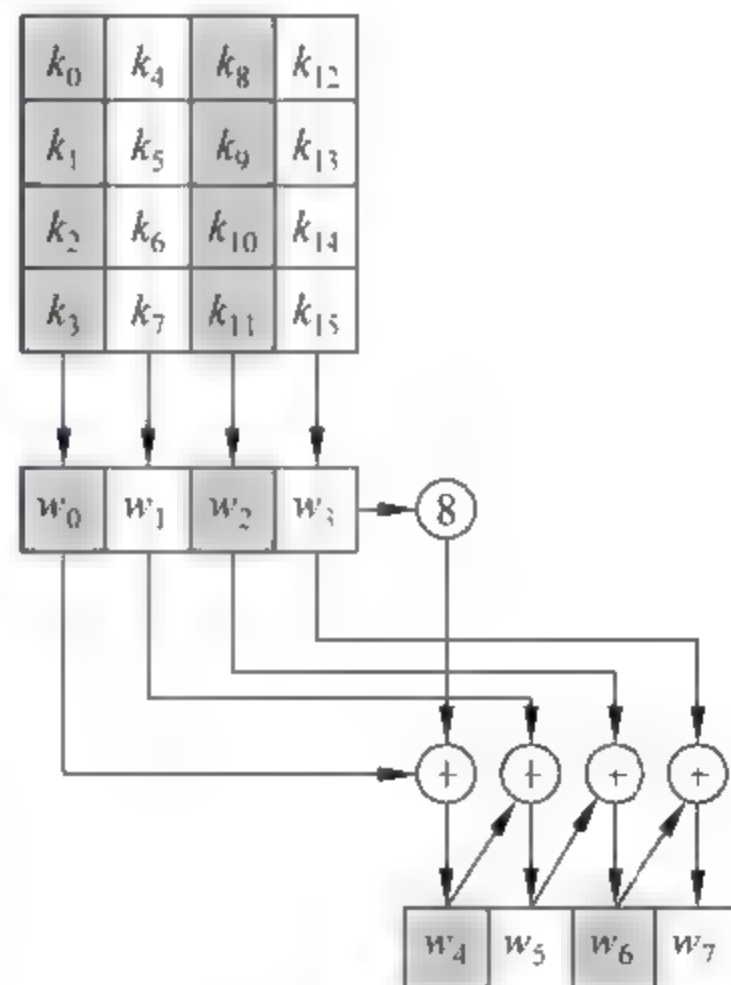 k₀ k₄ k₈ k₁₂
k₁ k₅ k₉ k₁₃
k₂ k₆ k₁₀ k₁₄
k₃ k₇ k₁₁ k₁₅
w₀ w₁ w₂ w₃ 8
+ + + +
w₄ w₅ w₆ w₇